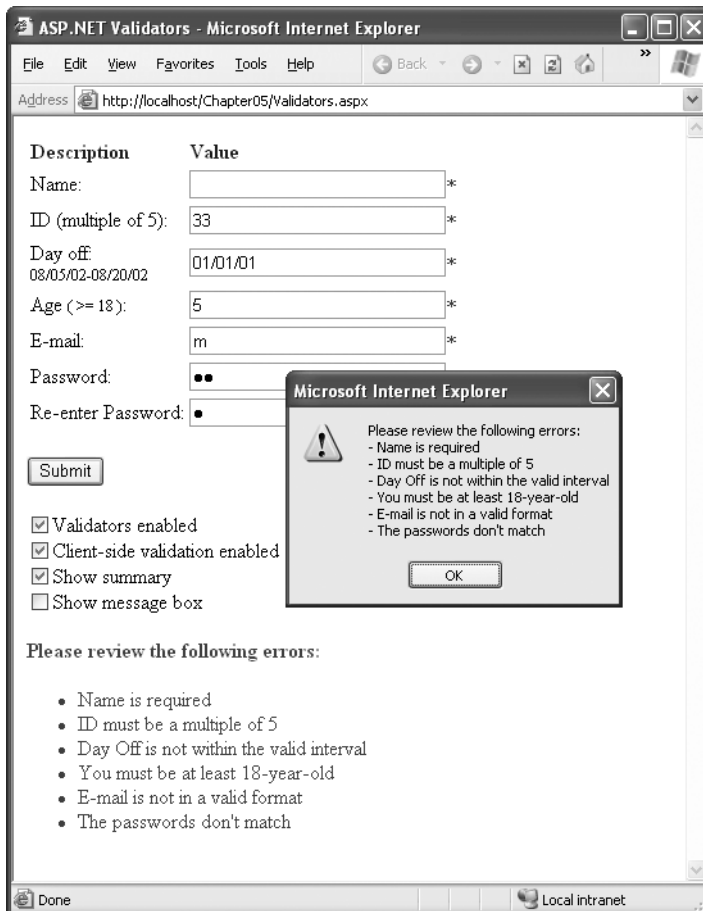 ASP.NET Validators - Microsoft Internet Explorer
File Edit View Favorites Tools Help Back »
Address http://localhost/Chapter05/Validators.aspx
Description Value
Name: *
ID (multiple of 5): 33 *
Day off: 01/01/01 *
08/05/02-08/20/02
Age ( >= 18 ): 5 *
E-mail: m *
Password: ●●
Re-enter Password: ●
Submit
Validators enabled
Client-side validation enabled
Show summary
Show message box
Microsoft Internet Explorer
Please review the following errors:
- Name is required
- ID must be a multiple of 5
- Day Off is not within the valid interval
- You must be at least 18-year-old
- E-mail is not in a valid format
- The passwords don't match
OK
Please review the following errors:
• Name is required
• ID must be a multiple of 5
• Day Off is not within the valid interval
• You must be at least 18-year-old
• E-mail is not in a valid format
• The passwords don't match
Done Local intranet